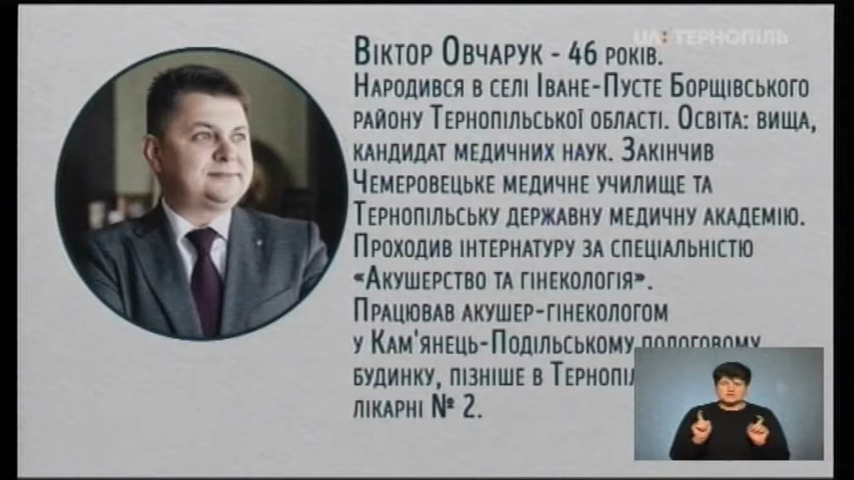 UA: ТЕРНОПІЛЬ
Віктор Овчарук - 46 років.
Народився в селі Іване-Пусте Борщівського
району Тернопільської області. Освіта: вища,
кандидат медичних наук. Закінчив
Чемеровецьке медичне училище та
Тернопільську державну медичну академію.
Проходив інтернатуру за спеціальністю
«Акушерство та гінекологія».
Працював акушер-гінекологом
у Кам'янець-Подільському пологовому
будинку, пізніше в
лікарні № 2.